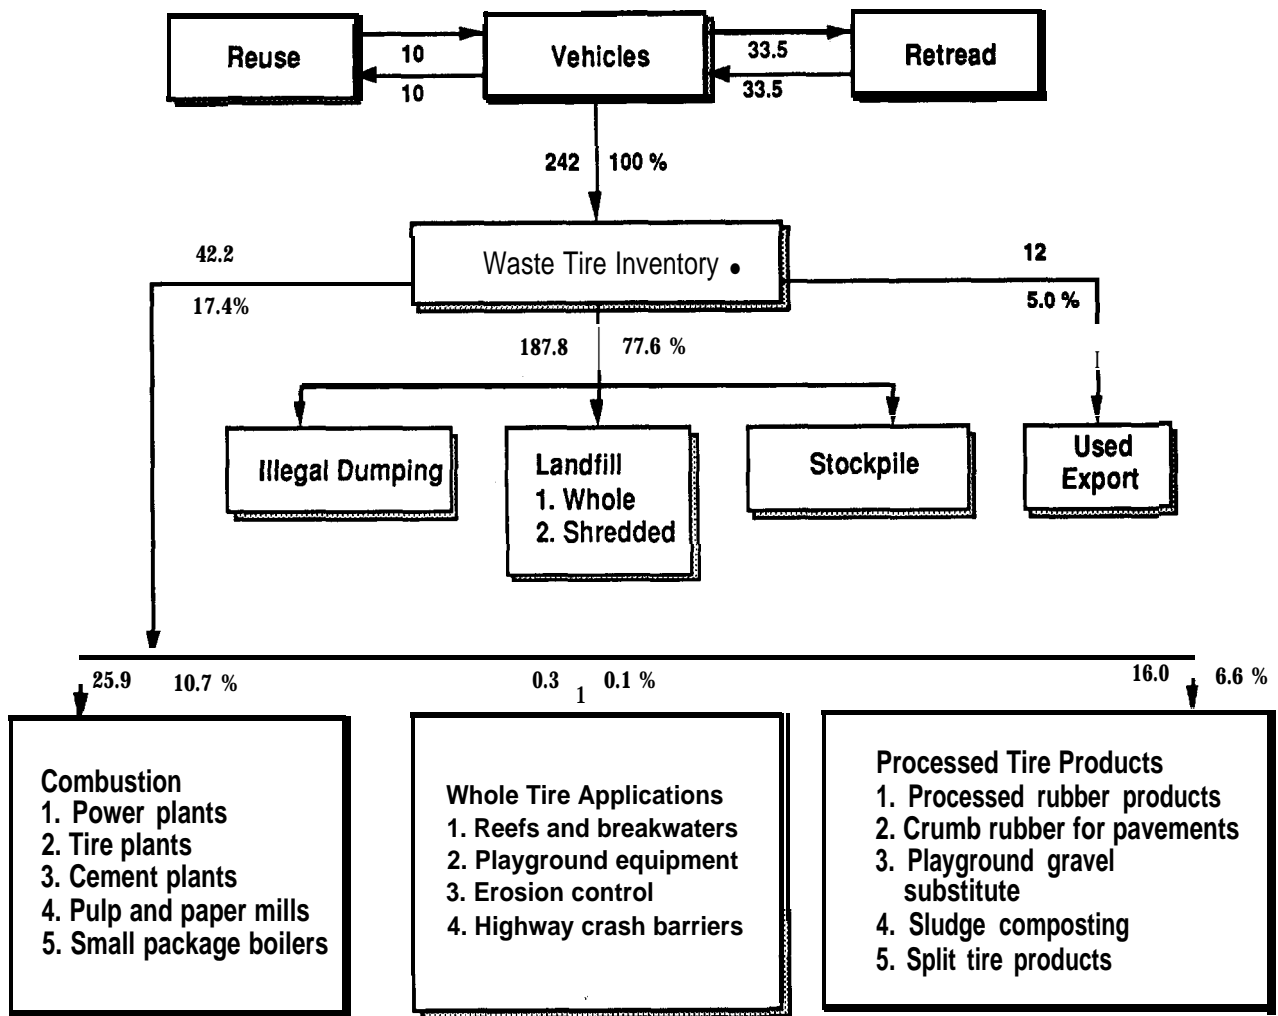 Reuse
10
10
Vehicles
33.5
33.5
Retread
242 100 %
Waste Tire Inventory •
42.2
17.4%
12
5.0 %
187.8 77.6 %
Illegal Dumping
Landfill
1. Whole
2. Shredded
Stockpile
Used
Export
25.9 10.7 %
0.3 0.1 %
16.0 6.6 %
Combustion
1. Power plants
2. Tire plants
3. Cement plants
4. Pulp and paper mills
5. Small package boilers
Whole Tire Applications
1. Reefs and breakwaters
2. Playground equipment
3. Erosion control
4. Highway crash barriers
Processed Tire Products
1. Processed rubber products
2. Crumb rubber for pavements
3. Playground gravel
substitute
4. Sludge composting
5. Split tire products